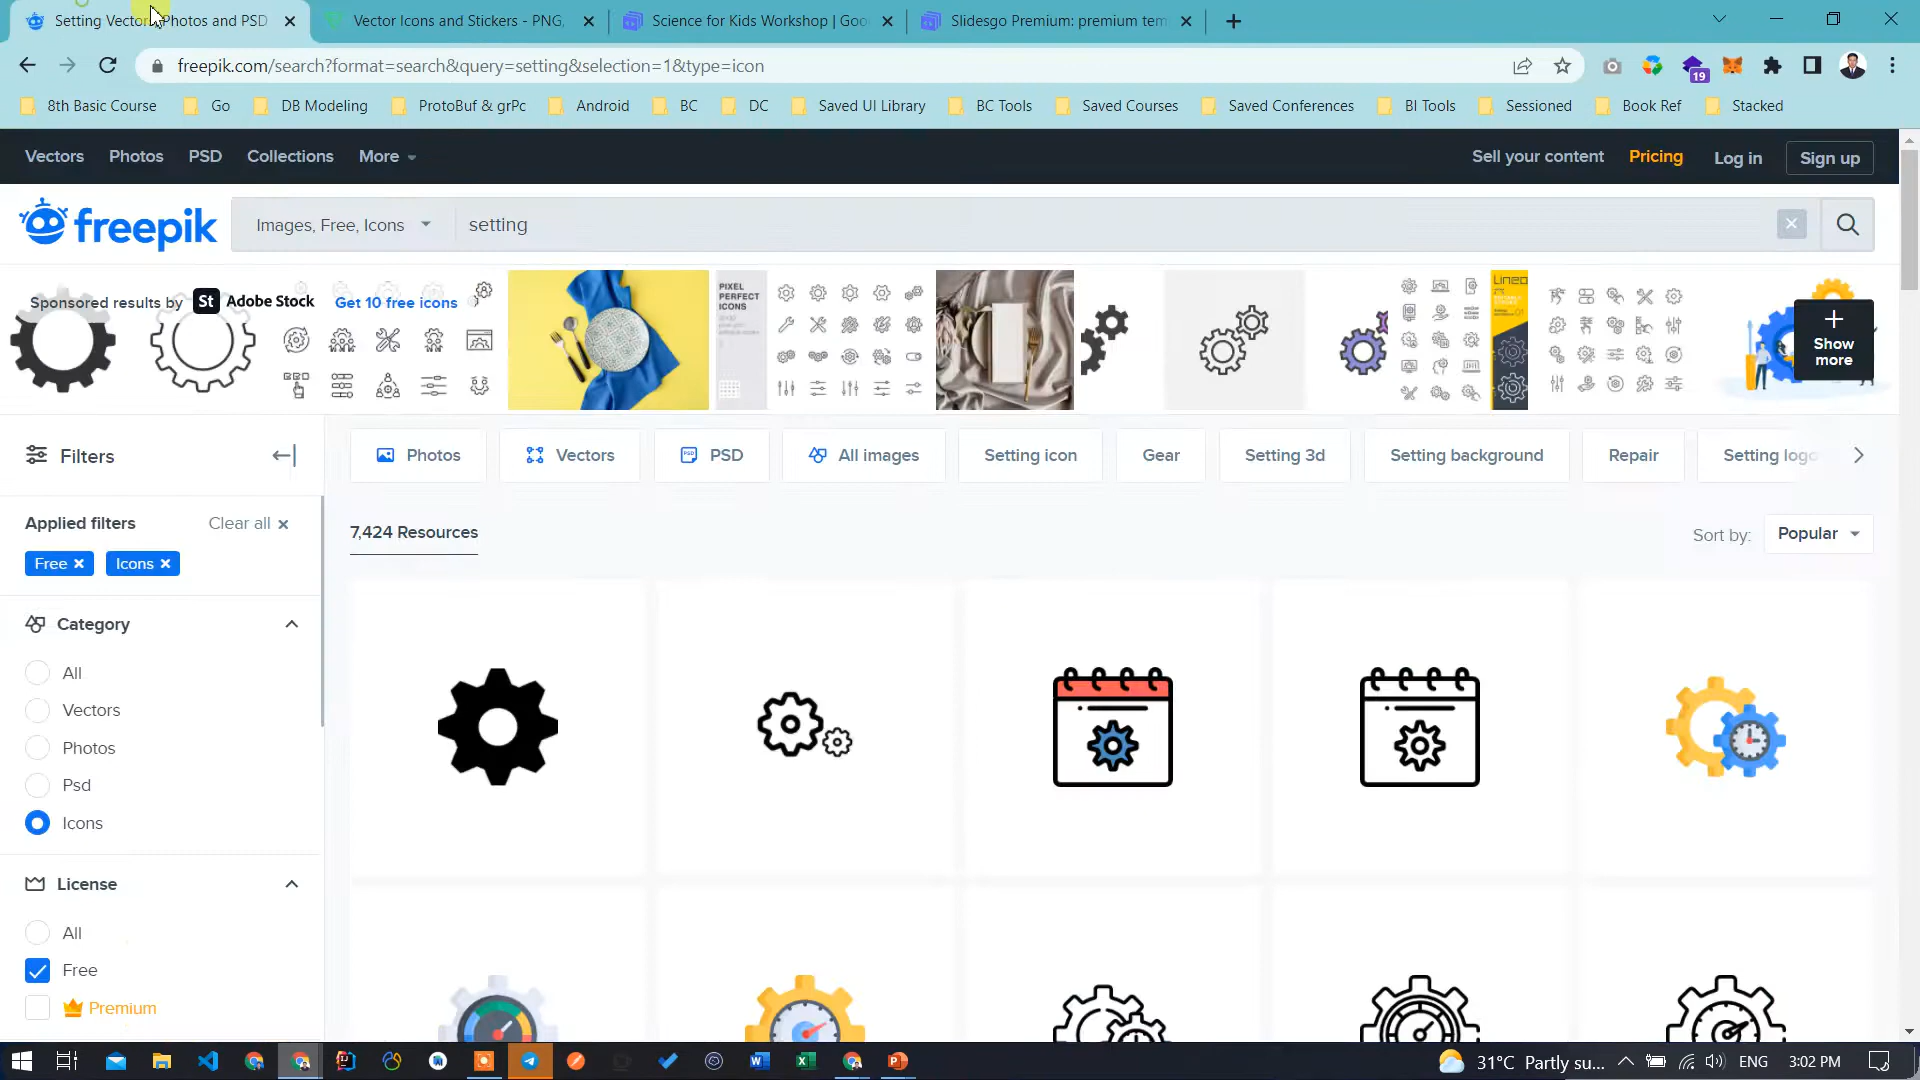 Setting Vectors, Photos and PSD
Vector Icons and Stickers - PNG,
Science for Kids Workshop | Goo
Slidesgo Premium: premium tem
freepik.com/search?format=search&query=setting&selection=1&type=icon
19
8th Basic Course
Go
DB Modeling
ProtoBuf & grPc
Android
BC
DC
Saved UI Library
BC Tools
Saved Courses
Saved Conferences
BI Tools
Sessioned
Book Ref
Stacked
Vectors
Photos
PSD
Collections
More
Sell your content
Pricing
Log in
Sign up
freepik
Images, Free, Icons
setting
Sponsored results by
St
Adobe Stock
Get 10 free icons
PIXEL
PERFECT
ICONS
Show
more
Filters
Photos
Vectors
PSD
All images
Setting icon
Gear
Setting 3d
Setting background
Repair
Setting logo
Applied filters
Clear all
Free
Icons
7,424 Resources
Sort by:
Popular
Category
All
Vectors
Photos
Psd
Icons
License
All
Free
Premium
31°C Partly su...
ENG
3:02 PM